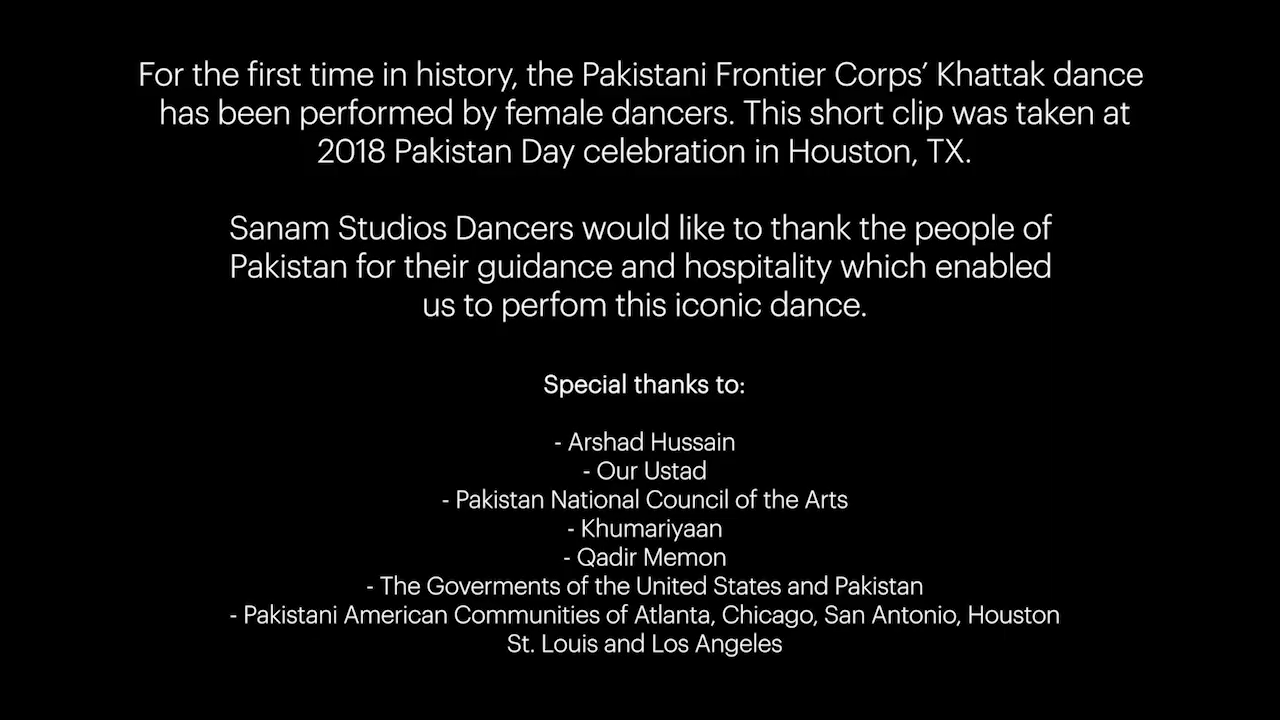 For the first time in history, the Pakistani Frontier Corps’ Khattak dance
has been performed by female dancers. This short clip was taken at
2018 Pakistan Day celebration in Houston, TX.
Sanam Studios Dancers would like to thank the people of
Pakistan for their guidance and hospitality which enabled
us to perfom this iconic dance.
Special thanks to:
- Arshad Hussain
- Our Ustad
- Pakistan National Council of the Arts
- Khumariyaan
- Qadir Memon
- The Goverments of the United States and Pakistan
- Pakistani American Communities of Atlanta, Chicago, San Antonio, Houston
St. Louis and Los Angeles